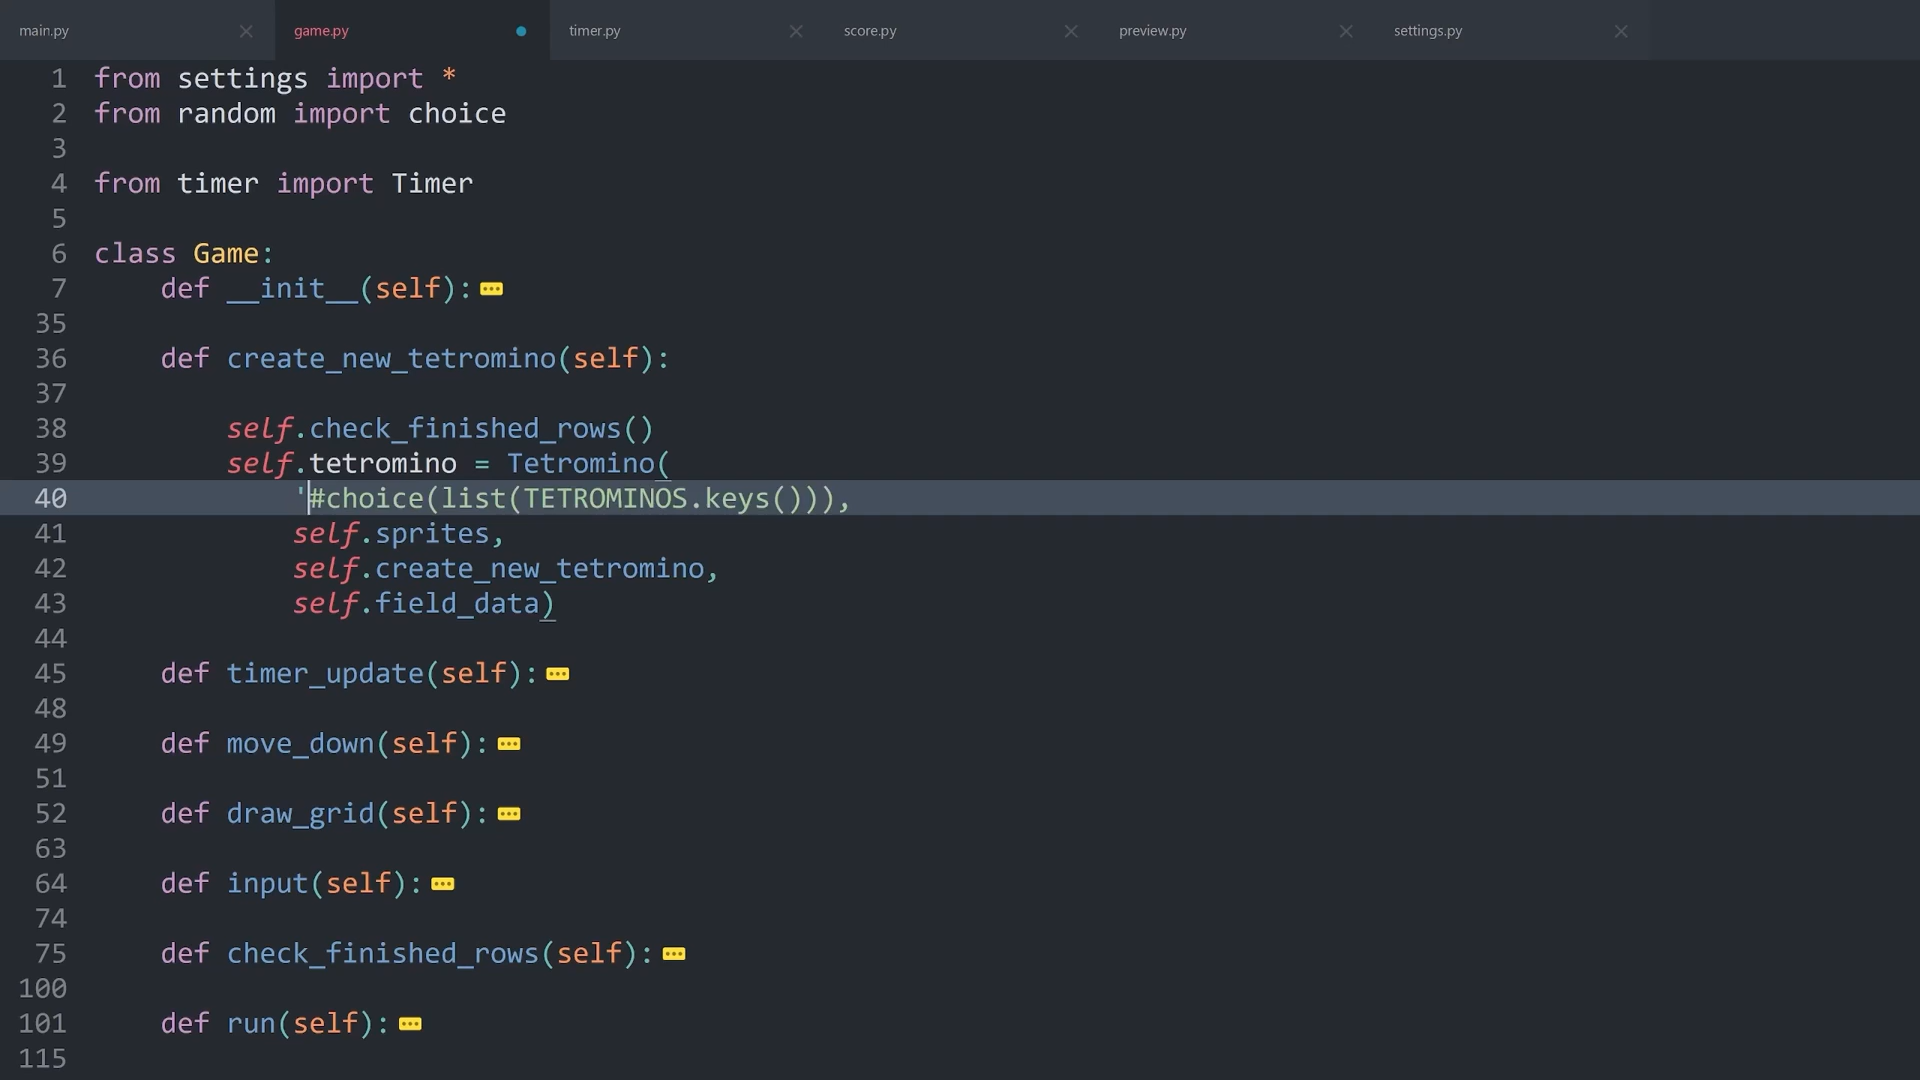 main.py
game.py
timer.py
score.py
preview.py
settings.py
1 from settings import *
2 from random import choice
3
4 from timer import Timer
5
6 class Game:
7 def __init__(self):
35
36 def create_new_tetromino(self):
37
38 self.check_finished_rows()
39 self.tetromino = Tetromino(
40 '#choice(list(TETROMINOS.keys())),
41 self.sprites,
42 self.create_new_tetromino,
43 self.field_data)
44
45 def timer_update(self):
48
49 def move_down(self):
51
52 def draw_grid(self):
63
64 def input(self):
74
75 def check_finished_rows(self):
100
101 def run(self):
115